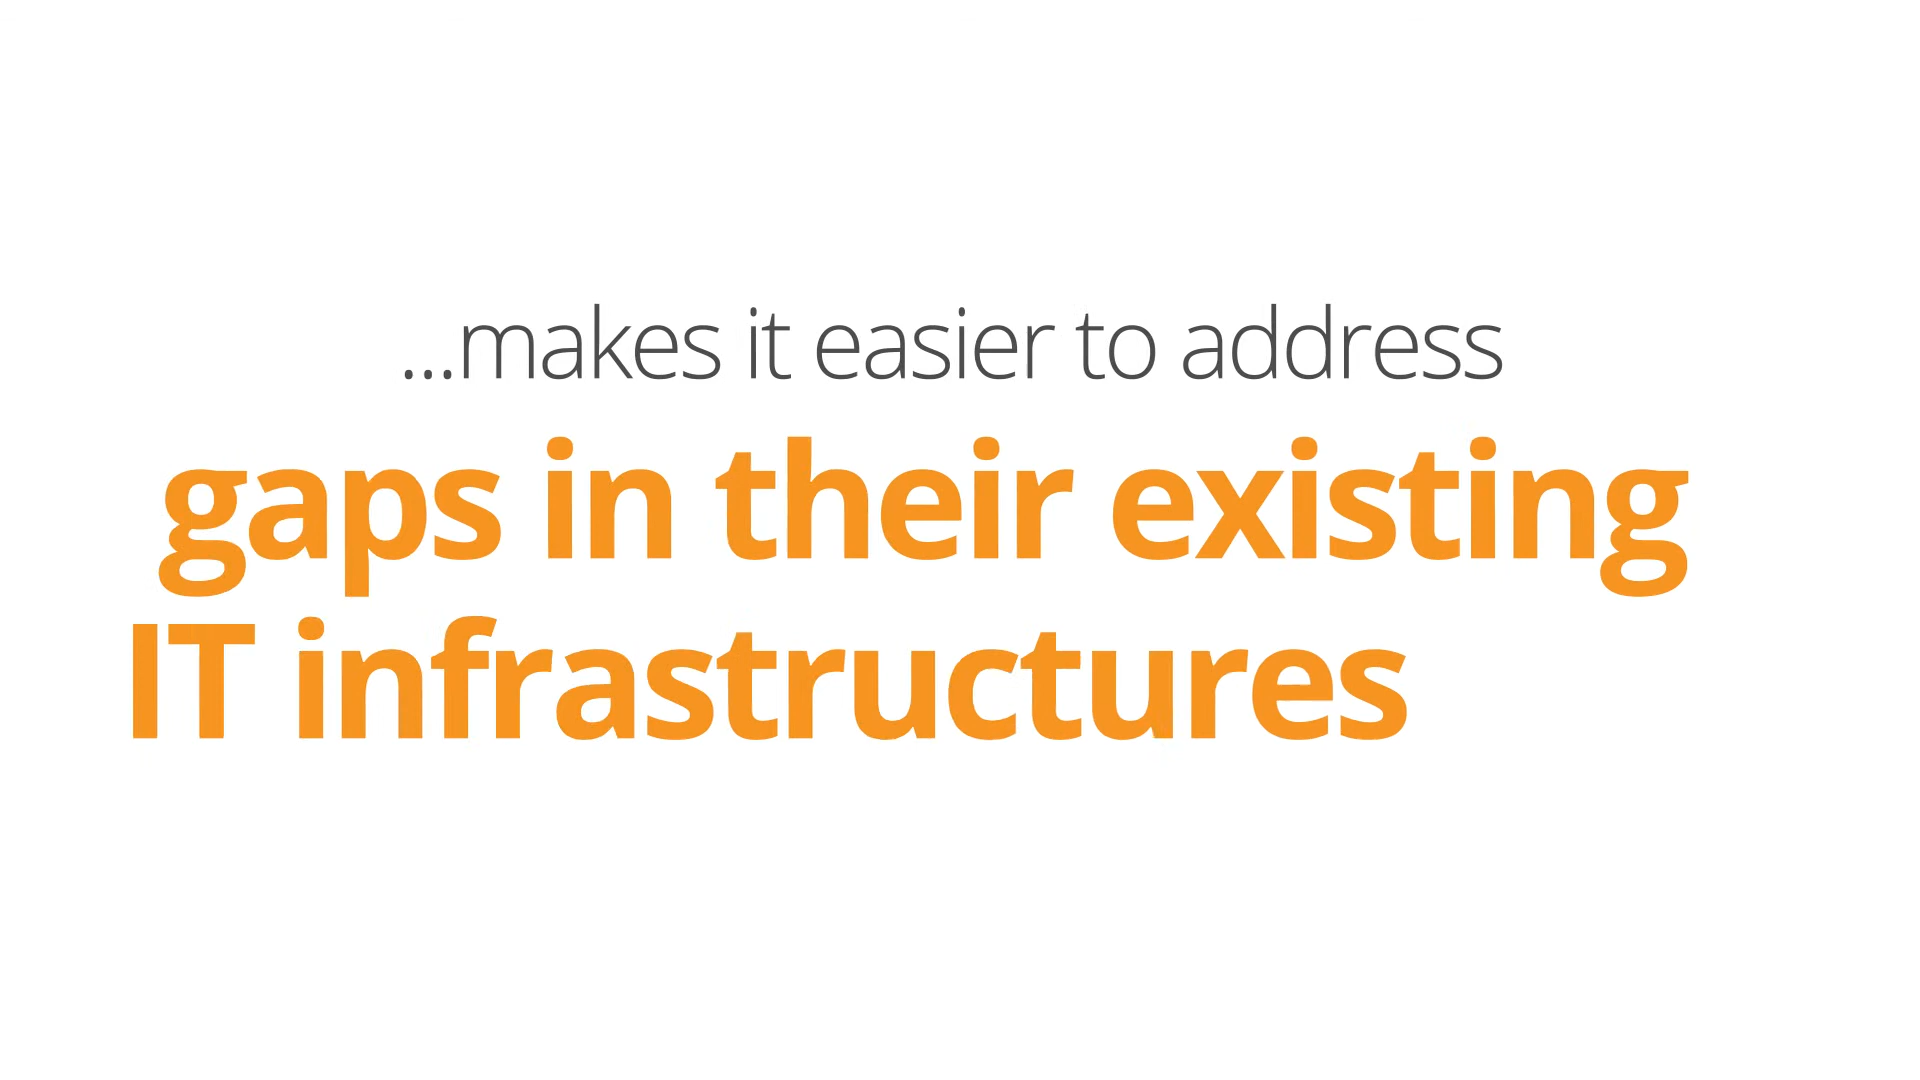 ...makes it easier to address
gaps in their existing
IT infrastructures